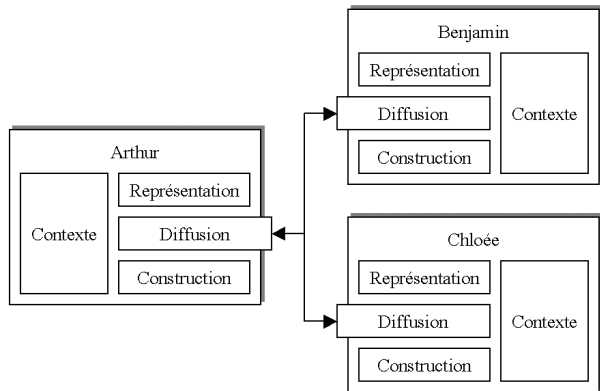 Arthur
Contexte
Représentation
Diffusion
Construction
Benjamin
Représentation
Diffusion
Construction
Contexte
Chloée
Représentation
Diffusion
Construction
Contexte